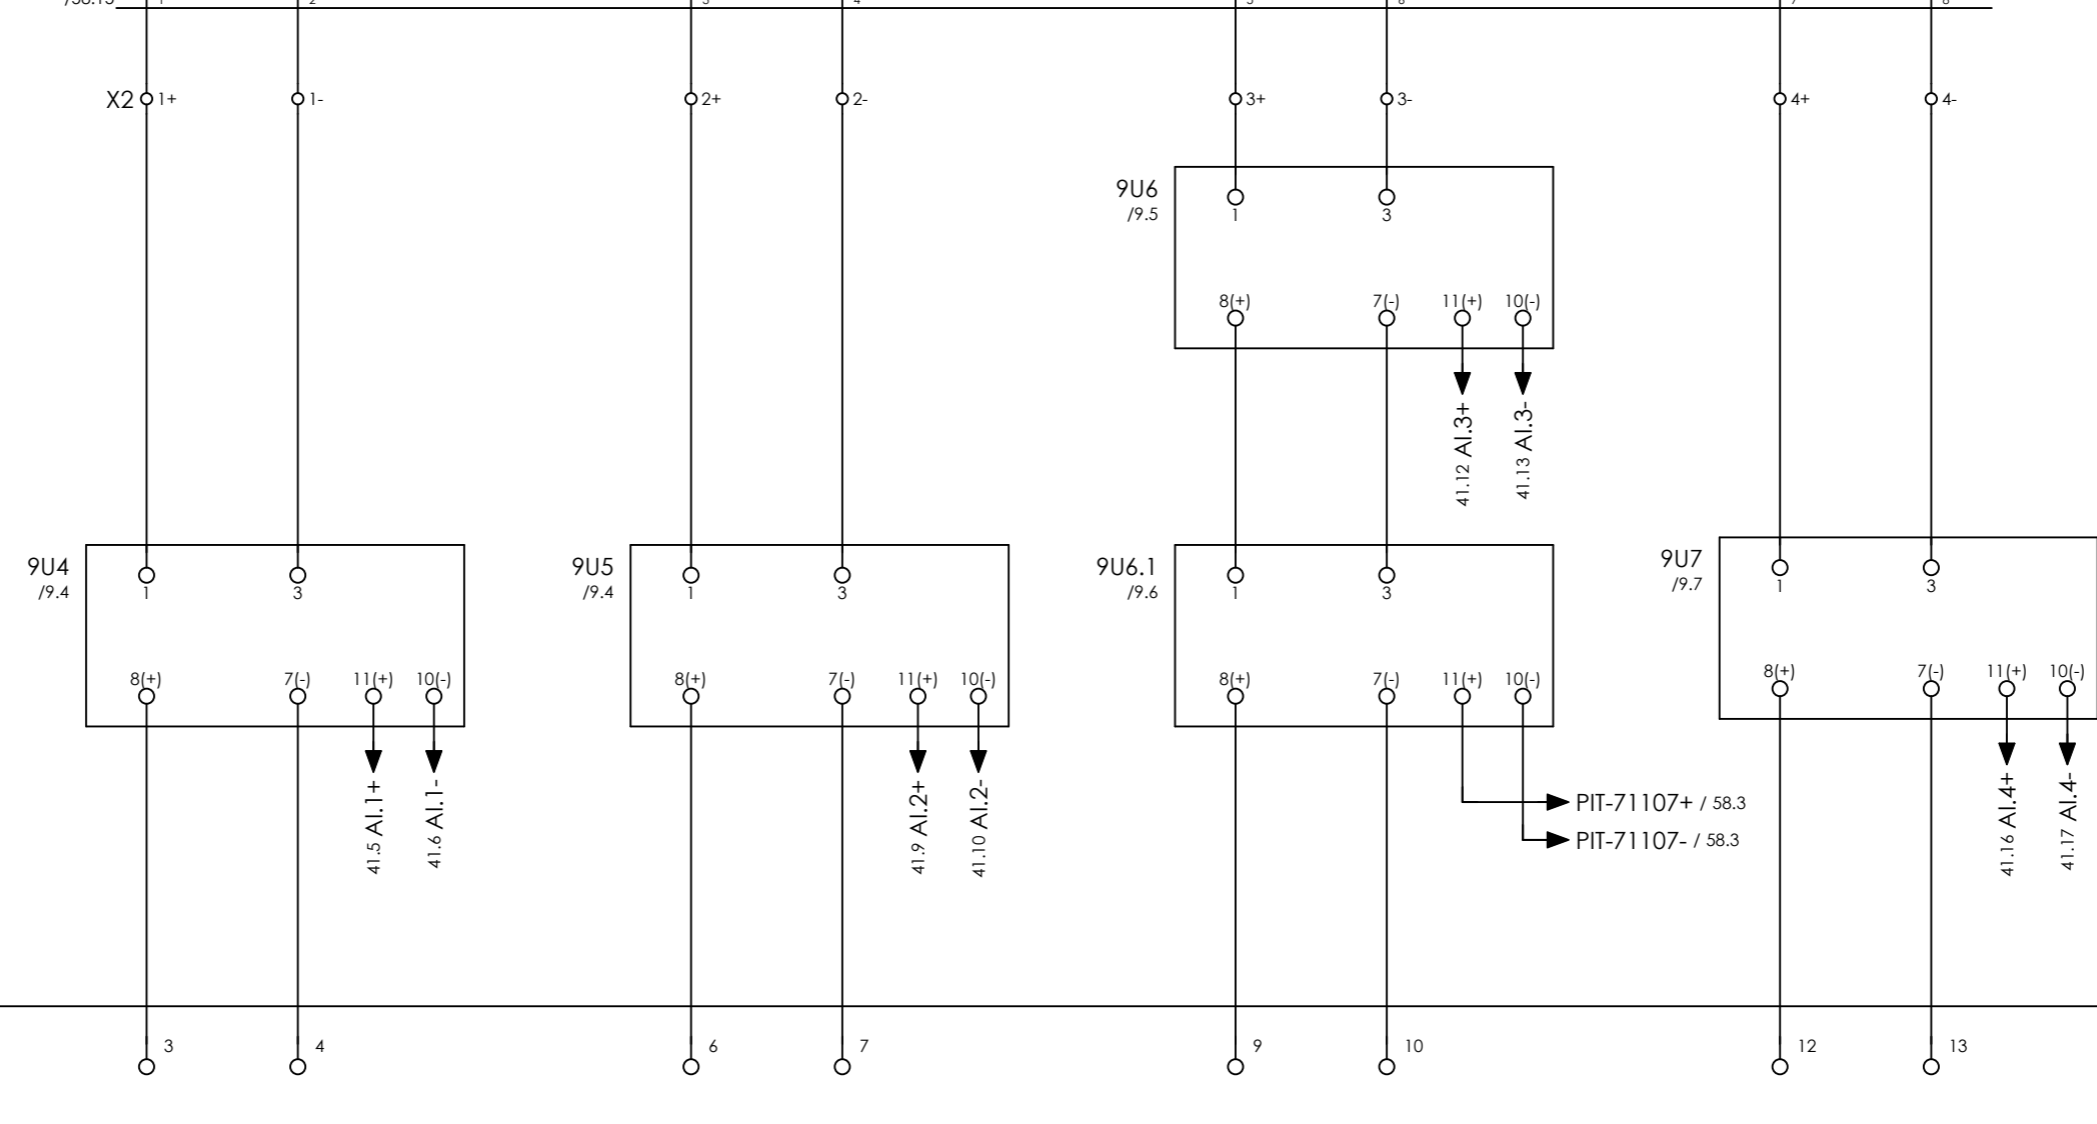 X2 1+ 1- 2+ 2- 3+ 3- 4+ 4-
9U6
/9.5
1 3
8(+) 7(-) 11(+) 10(-)
41.12 AI.3+
41.13 AI.3-
9U4
/9.4
1 3
8(+) 7(-) 11(+) 10(-)
41.5 AI.1+
41.6 AI.1-
9U5
/9.4
1 3
8(+) 7(-) 11(+) 10(-)
41.9 AI.2+
41.10 AI.2-
9U6.1
/9.6
1 3
8(+) 7(-) 11(+) 10(-)
PIT-71107+ / 58.3
PIT-71107- / 58.3
9U7
/9.7
1 3
8(+) 7(-) 11(+) 10(-)
41.16 AI.4+
41.17 AI.4-
3 4 6 7 9 10 12 13